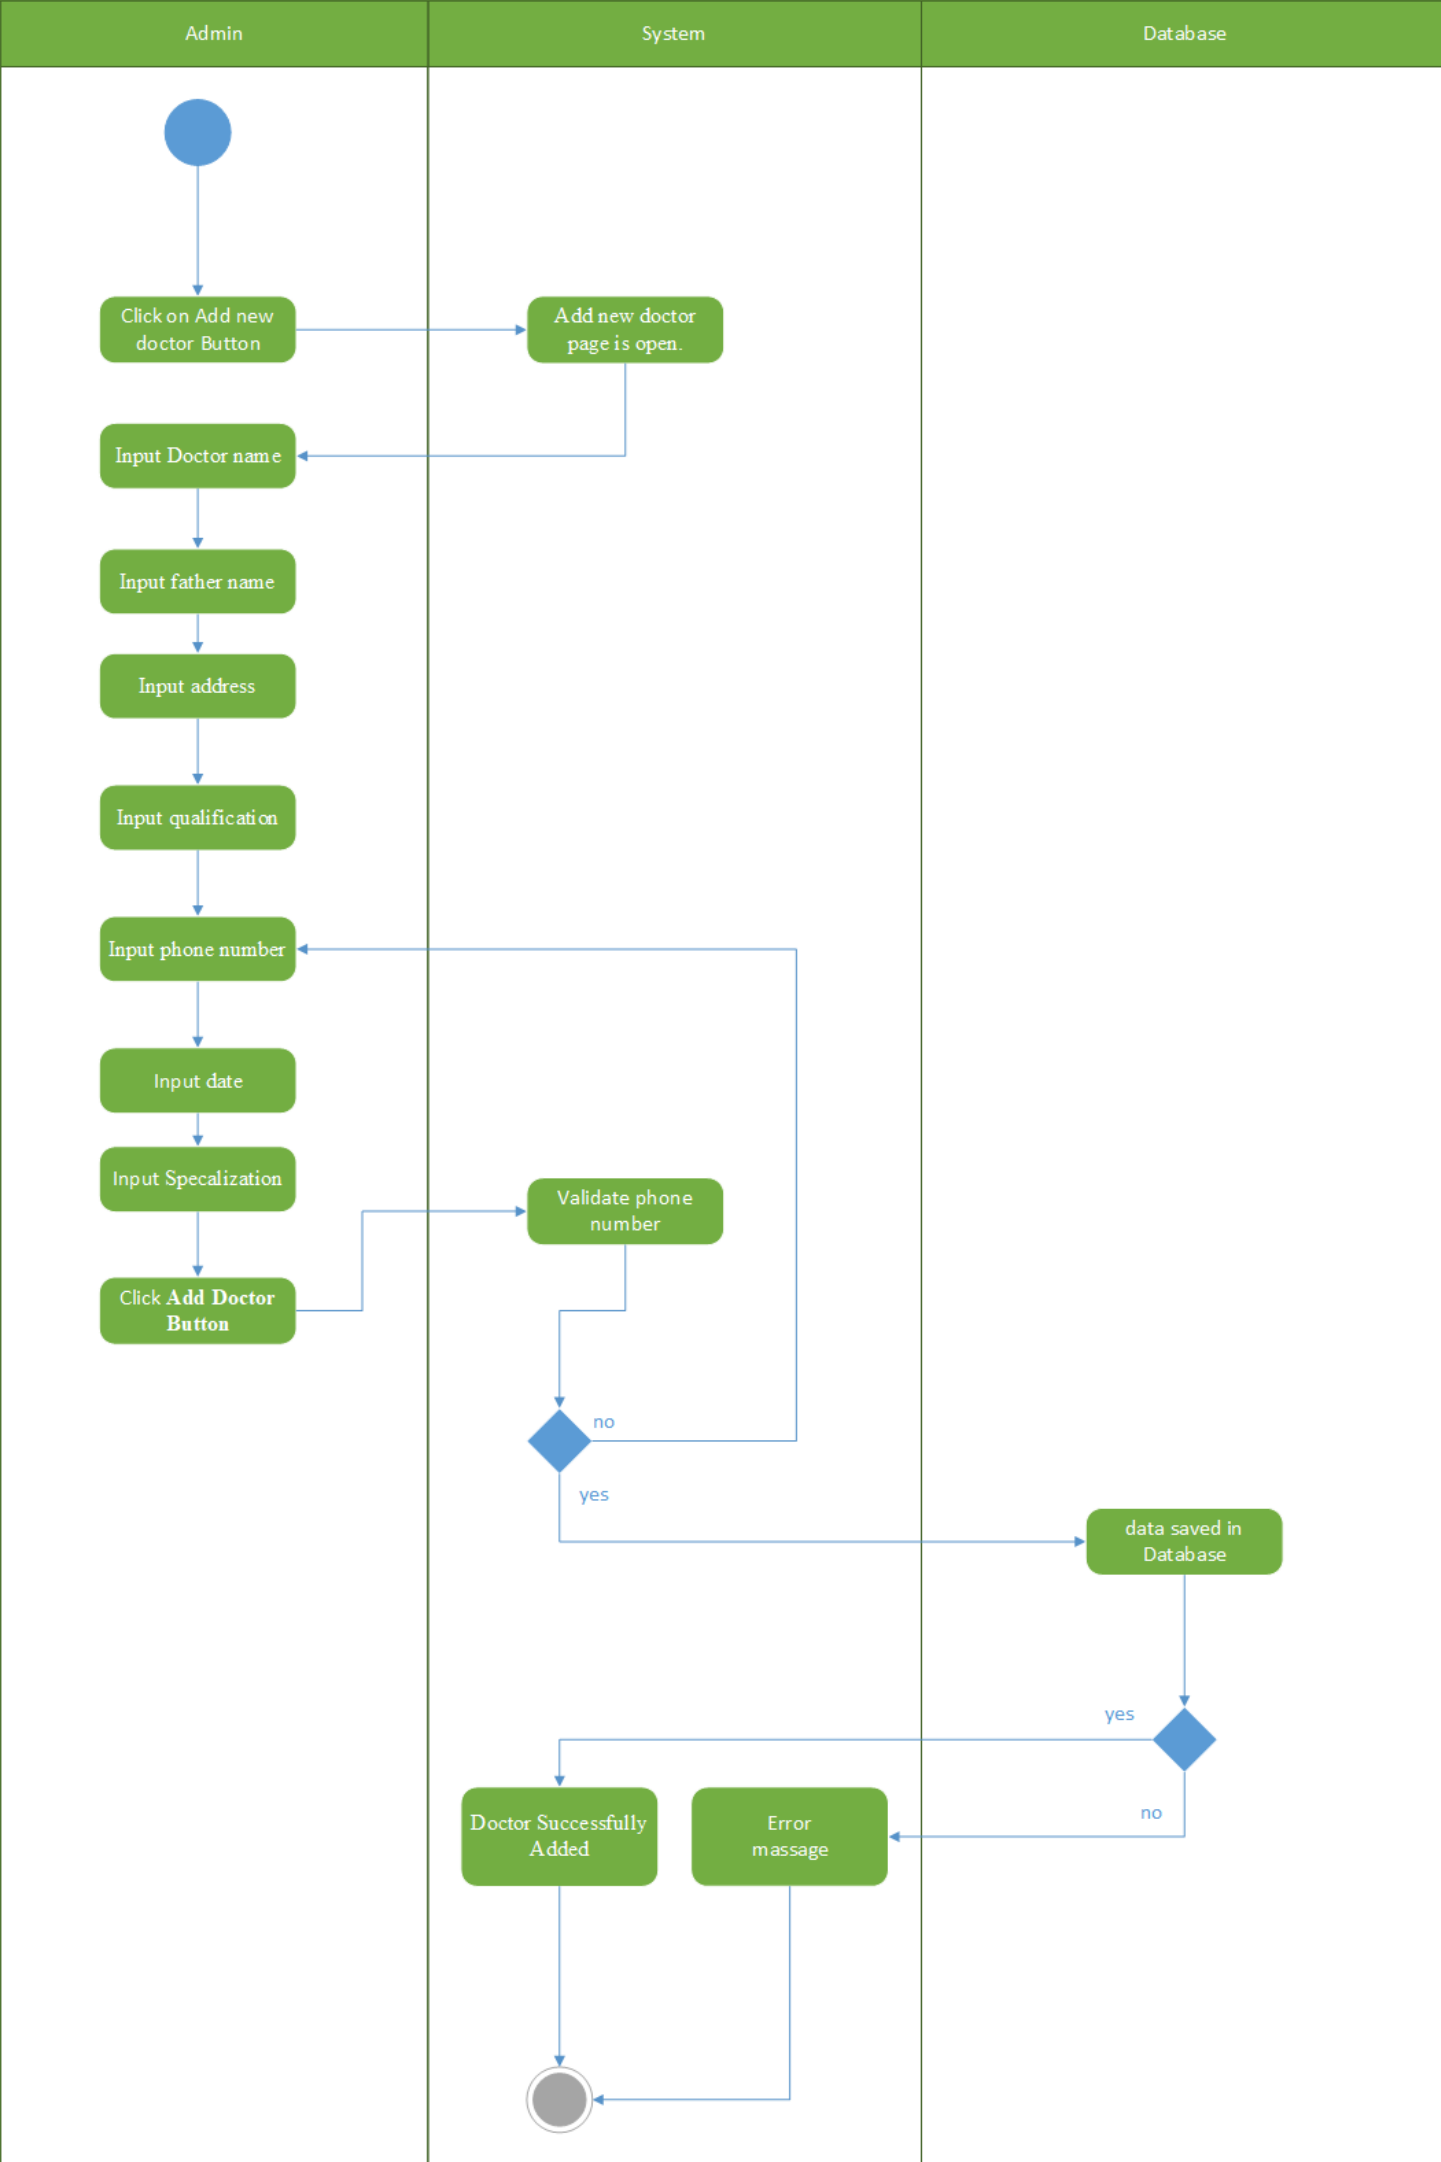 Admin
System
Database
Click on Add new
doctor Button
Add new doctor
page is open.
Input Doctor name
Input father name
Input address
Input qualification
Input phone number
Input date
Input Specalization
Validate phone
number
Click Add Doctor
Button
no
yes
data saved in
Database
yes
no
Doctor Successfully
Added
Error
massage